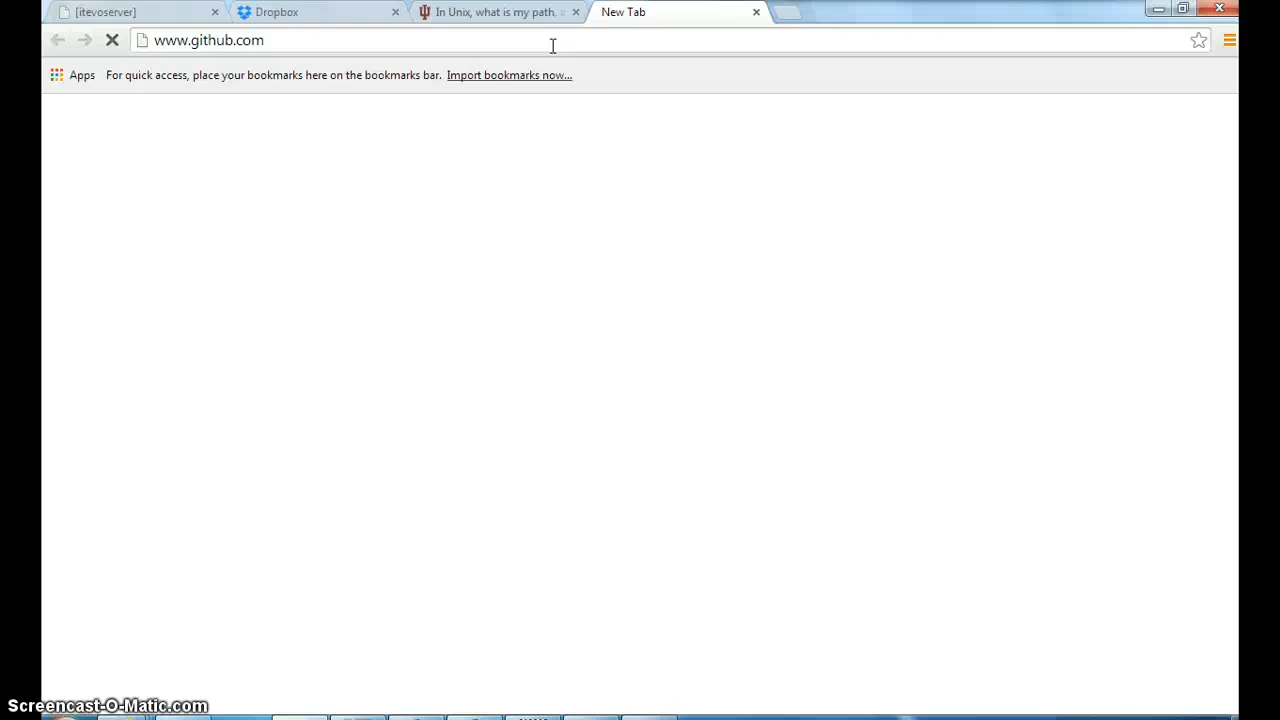 [itevoserver]
Dropbox
In Unix, what is my path,
New Tab
www.github.com
Apps
For quick access, place your bookmarks here on the bookmarks bar. Import bookmarks now...
Screencast-O-Matic.com